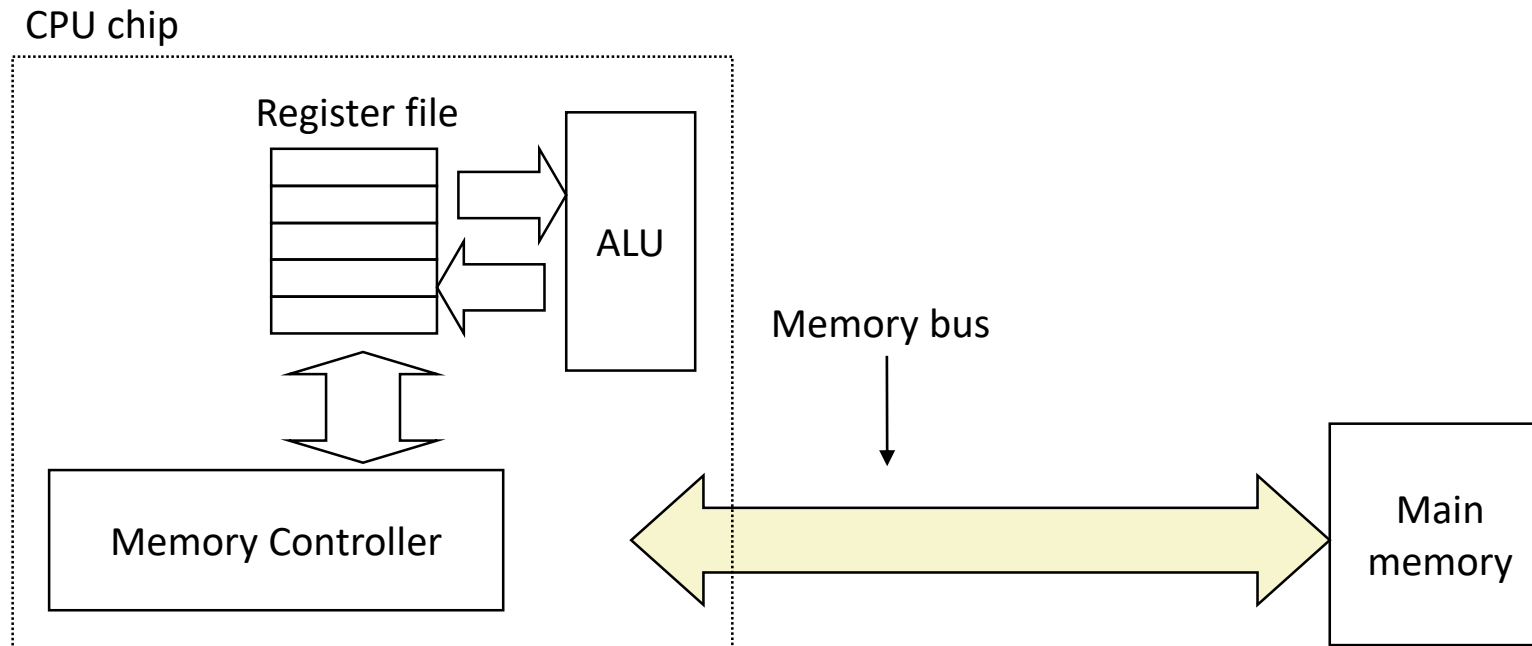 CPU chip
Register file
ALU
Memory bus
Memory Controller
Main
memory